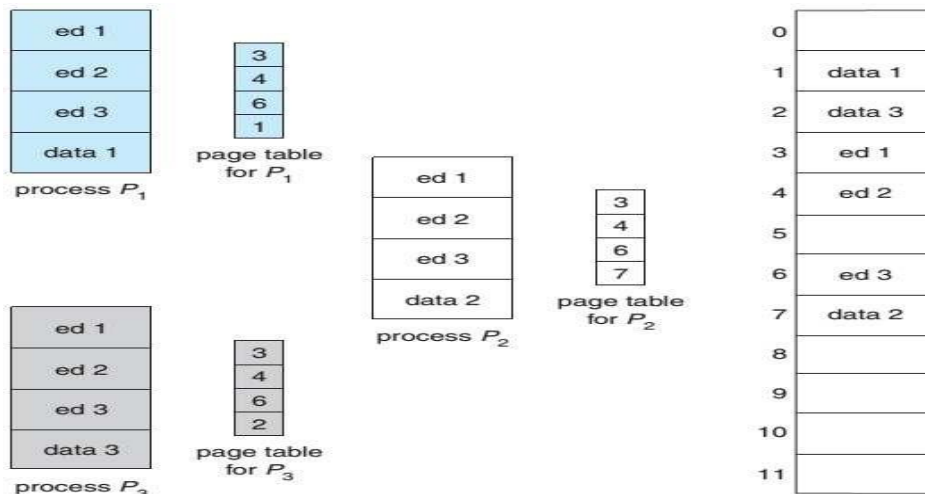 ed 1
ed 2
ed 3
data 1
process P1
3
4
6
1
page table
for P1
ed 1
ed 2
ed 3
data 2
process P2
3
4
6
7
page table
for P2
ed 1
ed 2
ed 3
data 3
process P3
3
4
6
2
page table
for P3
0
1 data 1
2 data 3
3 ed 1
4 ed 2
5
6 ed 3
7 data 2
8
9
10
11